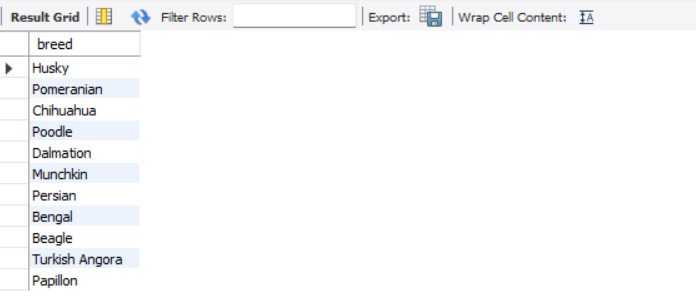 Result Grid Filter Rows: Export: Wrap Cell Content: IA
breed
Husky
Pomeranian
Chihuahua
Poodle
Dalmation
Munchkin
Persian
Bengal
Beagle
Turkish Angora
Papillon